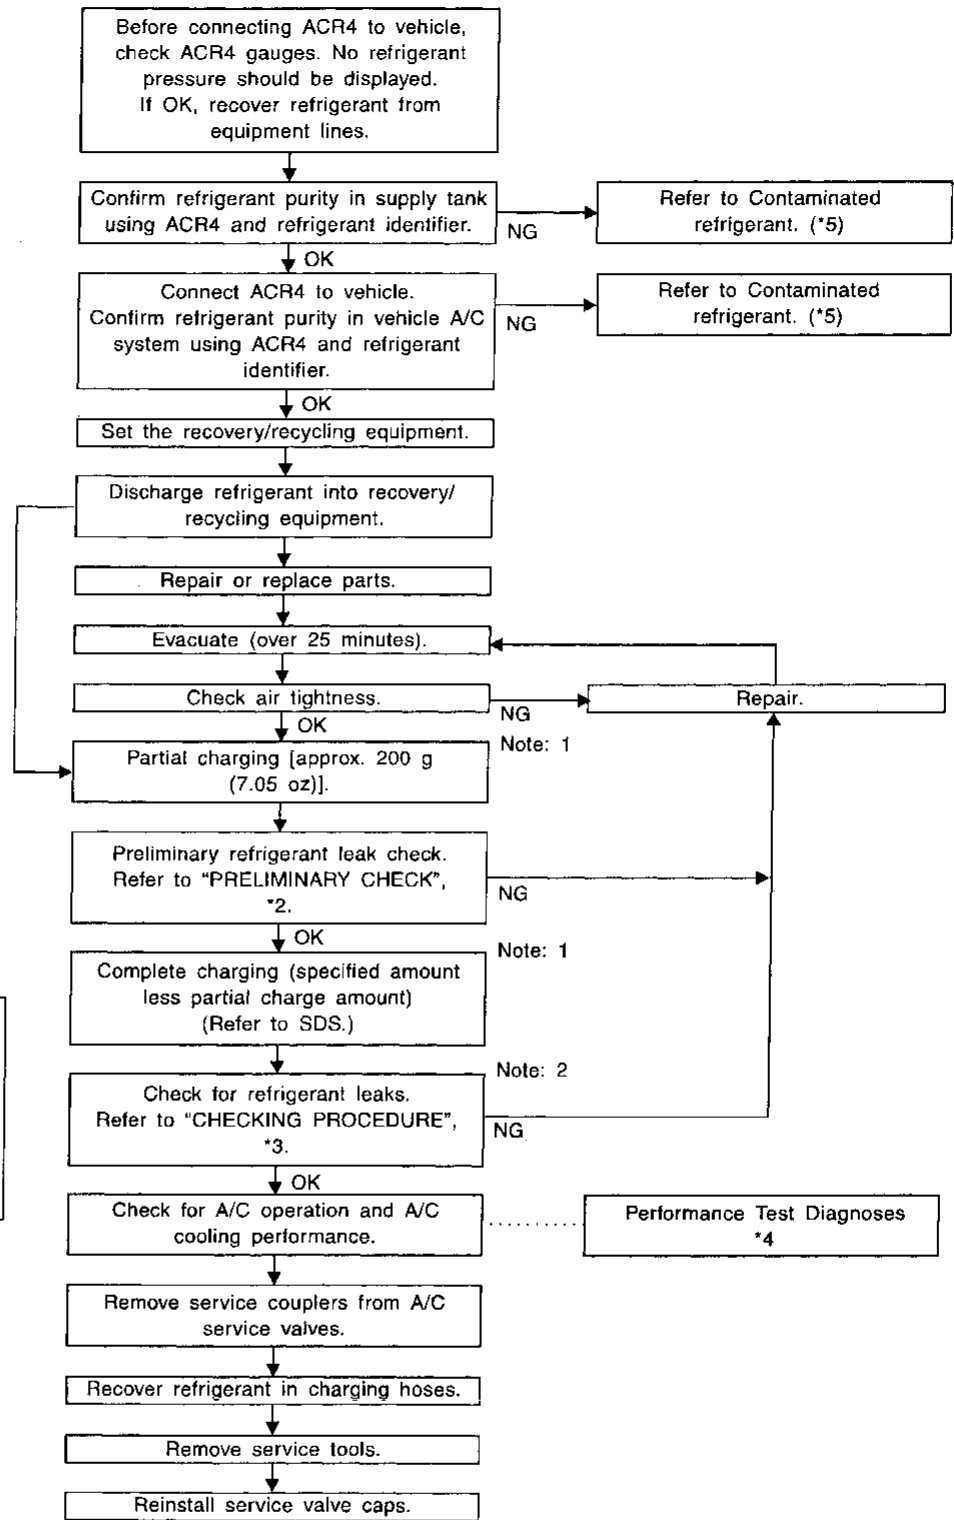 Before connecting ACR4 to vehicle,
check ACR4 gauges. No refrigerant
pressure should be displayed.
If OK, recover refrigerant from
equipment lines.
Confirm refrigerant purity in supply tank
using ACR4 and refrigerant identifier.
NG
Refer to Contaminated
refrigerant. (*5)
OK
Connect ACR4 to vehicle.
Confirm refrigerant purity in vehicle A/C
system using ACR4 and refrigerant
identifier.
NG
Refer to Contaminated
refrigerant. (*5)
OK
Set the recovery/recycling equipment.
Discharge refrigerant into recovery/
recycling equipment.
Repair or replace parts.
Evacuate (over 25 minutes).
Check air tightness.
NG
Repair.
OK
Note: 1
Partial charging [approx. 200 g
(7.05 oz)].
Preliminary refrigerant leak check.
Refer to "PRELIMINARY CHECK",
*2.
NG
OK
Note: 1
Complete charging (specified amount
less partial charge amount)
(Refer to SDS.)
Note: 2
Check for refrigerant leaks.
Refer to "CHECKING PROCEDURE",
*3.
NG
OK
Check for A/C operation and A/C
cooling performance.
Performance Test Diagnoses
*4
Remove service couplers from A/C
service valves.
Recover refrigerant in charging hoses.
Remove service tools.
Reinstall service valve caps.